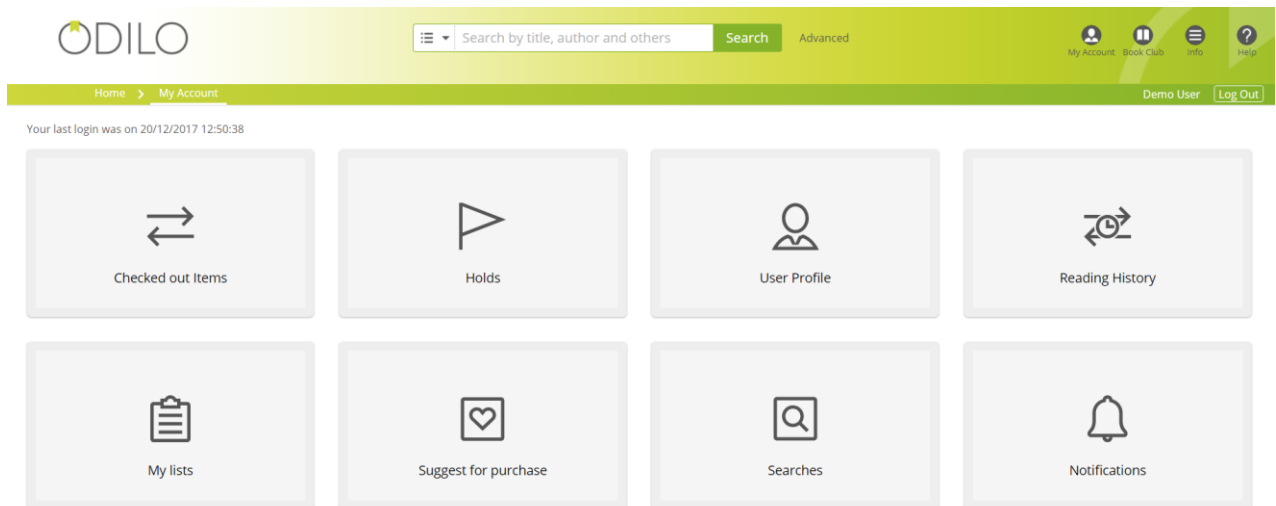 ODILO
Search by title, author and others
Search
Advanced
My Account
Book Club
Info
Help
Home
My Account
Demo User
Log Out
Your last login was on 20/12/2017 12:50:38
Checked out Items
Holds
User Profile
Reading History
My lists
Suggest for purchase
Searches
Notifications